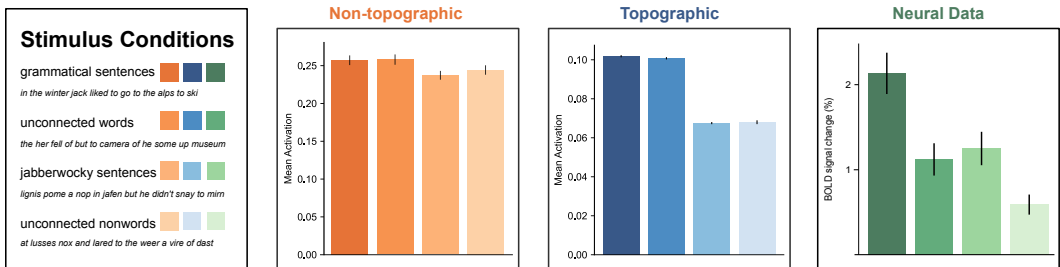 Stimulus Conditions
grammatical sentences
in the winter jack liked to go to the alps to ski
unconnected words
the her fell of but to camera of he some up museum
jabberwocky sentences
lignis pome a nop in jafen but he didn't snay to mirn
unconnected nonwords
at lusses nox and lared to the weer a vire of dast
Non-topographic
Mean Activation
0.25
0.20
0.15
0.10
0.25
0.00
Topographic
Mean Activation
0.10
0.08
0.06
0.04
0.02
0.00
Neural Data
BOLD signal change (%)
2
1